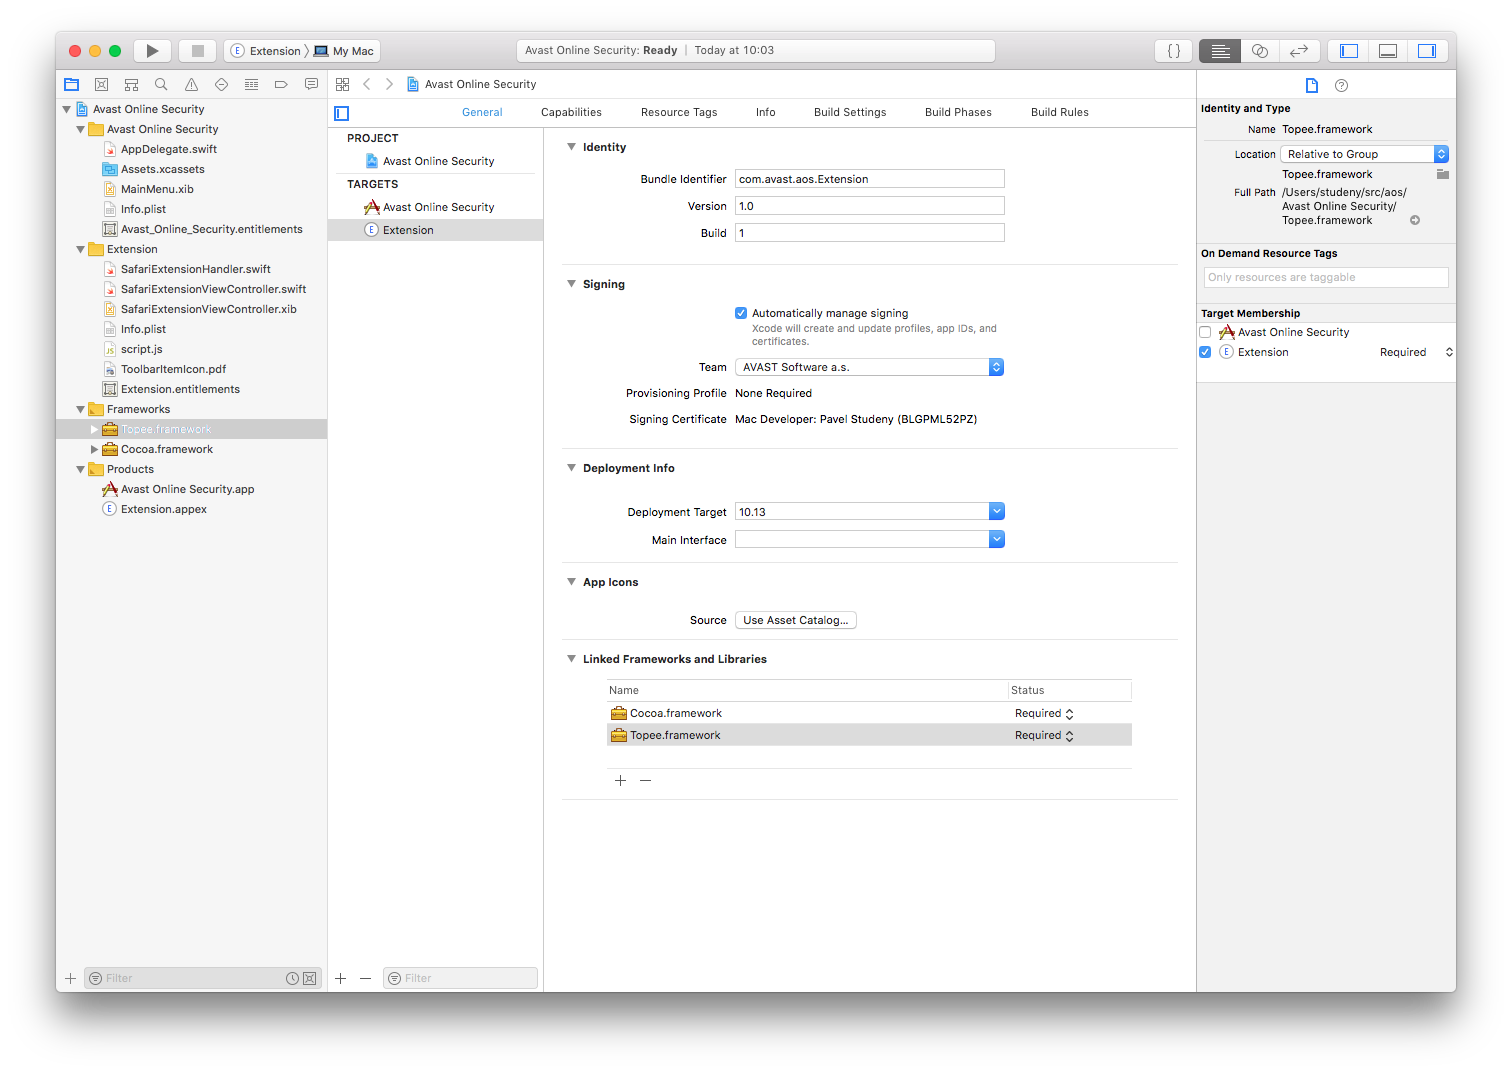 Extension
My Mac
Avast Online Security: Ready | Today at 10:03
{ }
Avast Online Security
Avast Online Security
AppDelegate.swift
Assets.xcassets
MainMenu.xib
Info.plist
Avast_Online_Security.entitlements
Extension
SafariExtensionHandler.swift
SafariExtensionViewController.swift
SafariExtensionViewController.xib
Info.plist
JS script.js
ToolbarItemIcon.pdf
Extension.entitlements
Frameworks
Topee.framework
Cocoa.framework
Products
Avast Online Security.app
E Extension.appex
Filter
Avast Online Security
General Capabilities Resource Tags Info Build Settings Build Phases Build Rules
PROJECT
Avast Online Security
TARGETS
Avast Online Security
E Extension
Filter
Identity
Bundle Identifier com.avast.aos.Extension
Version 1.0
Build 1
Signing
Automatically manage signing
Xcode will create and update profiles, app IDs, and
certificates.
Team AVAST Software a.s.
Provisioning Profile None Required
Signing Certificate Mac Developer: Pavel Studeny (BLGPML52PZ)
Deployment Info
Deployment Target 10.13
Main Interface
App Icons
Source Use Asset Catalog...
Linked Frameworks and Libraries
Name Status
Cocoa.framework Required
Topee.framework Required
Identity and Type
Name Topee.framework
Location Relative to Group
Topee.framework
Full Path /Users/studeny/src/aos/
Avast Online Security/
Topee.framework
On Demand Resource Tags
Only resources are taggable
Target Membership
Avast Online Security
E Extension Required